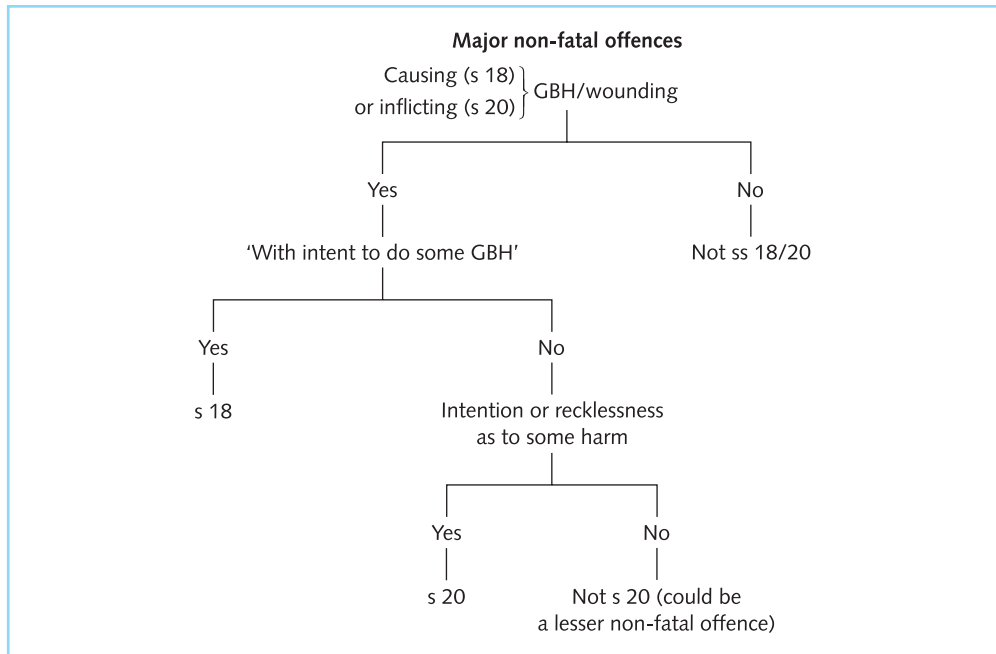 Major non-fatal offences
Causing (s 18)
or inflicting (s 20)
GBH/wounding
Yes
No
‘With intent to do some GBH’
Not ss 18/20
Yes
No
s 18
Intention or recklessness
as to some harm
Yes
No
s 20
Not s 20 (could be
a lesser non-fatal offence)